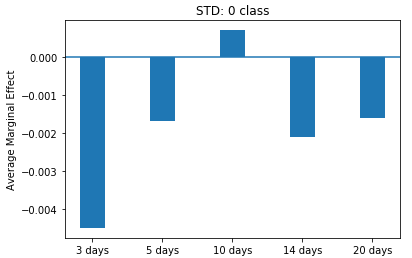 STD: 0 class
Average Marginal Effect
0.000
−0.001
−0.002
−0.003
−0.004
3 days
5 days
10 days
14 days
20 days